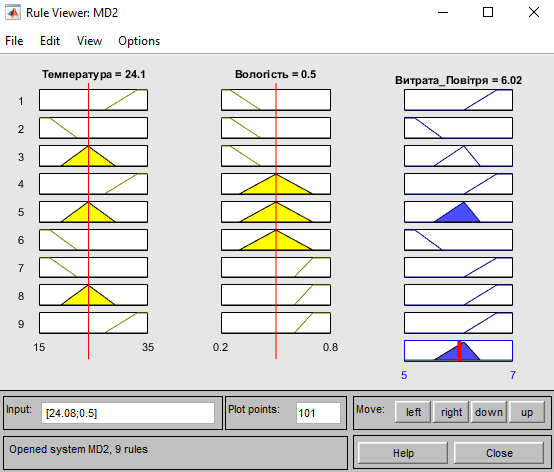 Rule Viewer: MD2
File Edit View Options
Температура = 24.1 Вологість = 0.5 Витрата_Повітря = 6.02
1
2
3
4
5
6
7
8
9
15 35 0.2 0.8
5 7
Input: [24.08;0.5] Plot points: 101 Move: left right down up
Opened system MD2, 9 rules Help Close